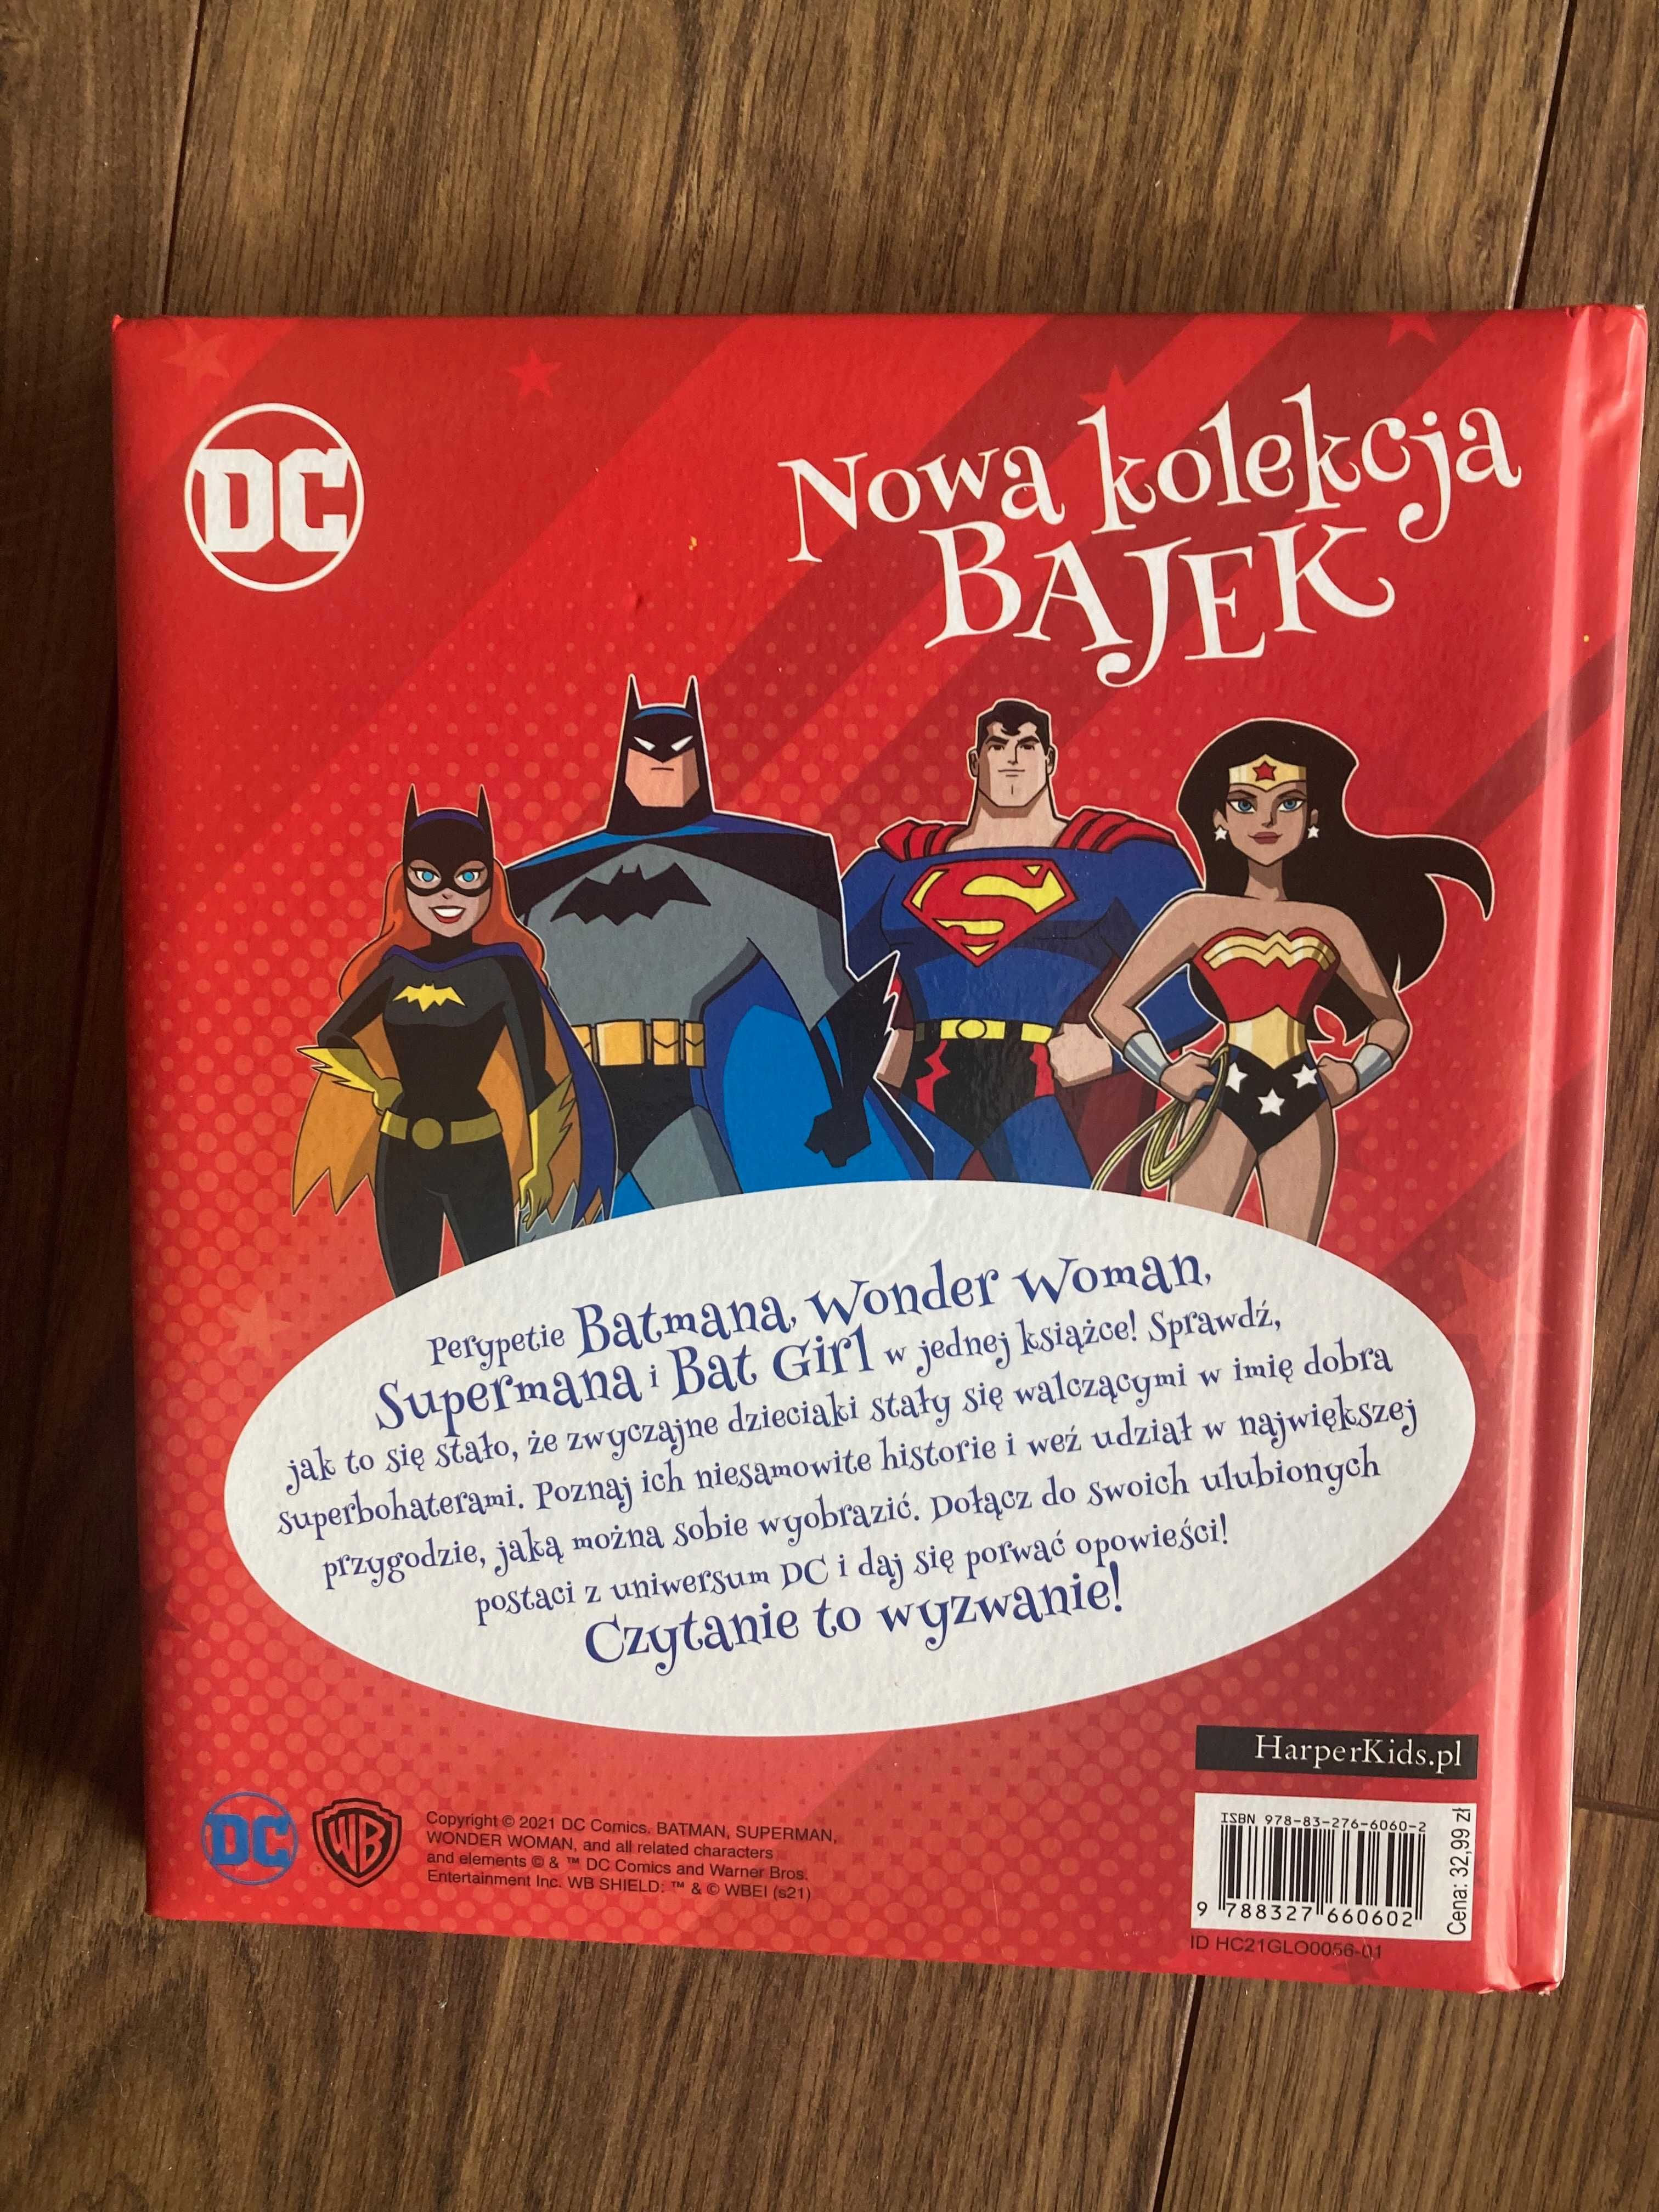 DC
Nowa kolekcja
BAJEK
Perypetie Batmana, Wonder Woman,
Supermana i Bat Girl w jednej książce! Sprawdź,
jak to się stało, że zwyczajne dzieciaki stały się walczącymi w imię dobra
superbohaterami. Poznaj ich niesamowite historie i weź udział w największej
przygodzie, jaką można sobie wyobrazić. Dołącz do swoich ulubionych
postaci z uniwersum DC i daj się porwać opowieści!
Czytanie to wyzwanie!
HarperKids.pl
DC
WB
Copyright © 2021 DC Comics. BATMAN, SUPERMAN,
WONDER WOMAN, and all related characters
and elements © & ™ DC Comics and Warner Bros.
Entertainment Inc. WB SHIELD: ™ & © WBEI (s21)
ISBN 978-83-276-6060-2
9 788327 660602
Cena: 32,99 zł
ID HC21GLO0056-01